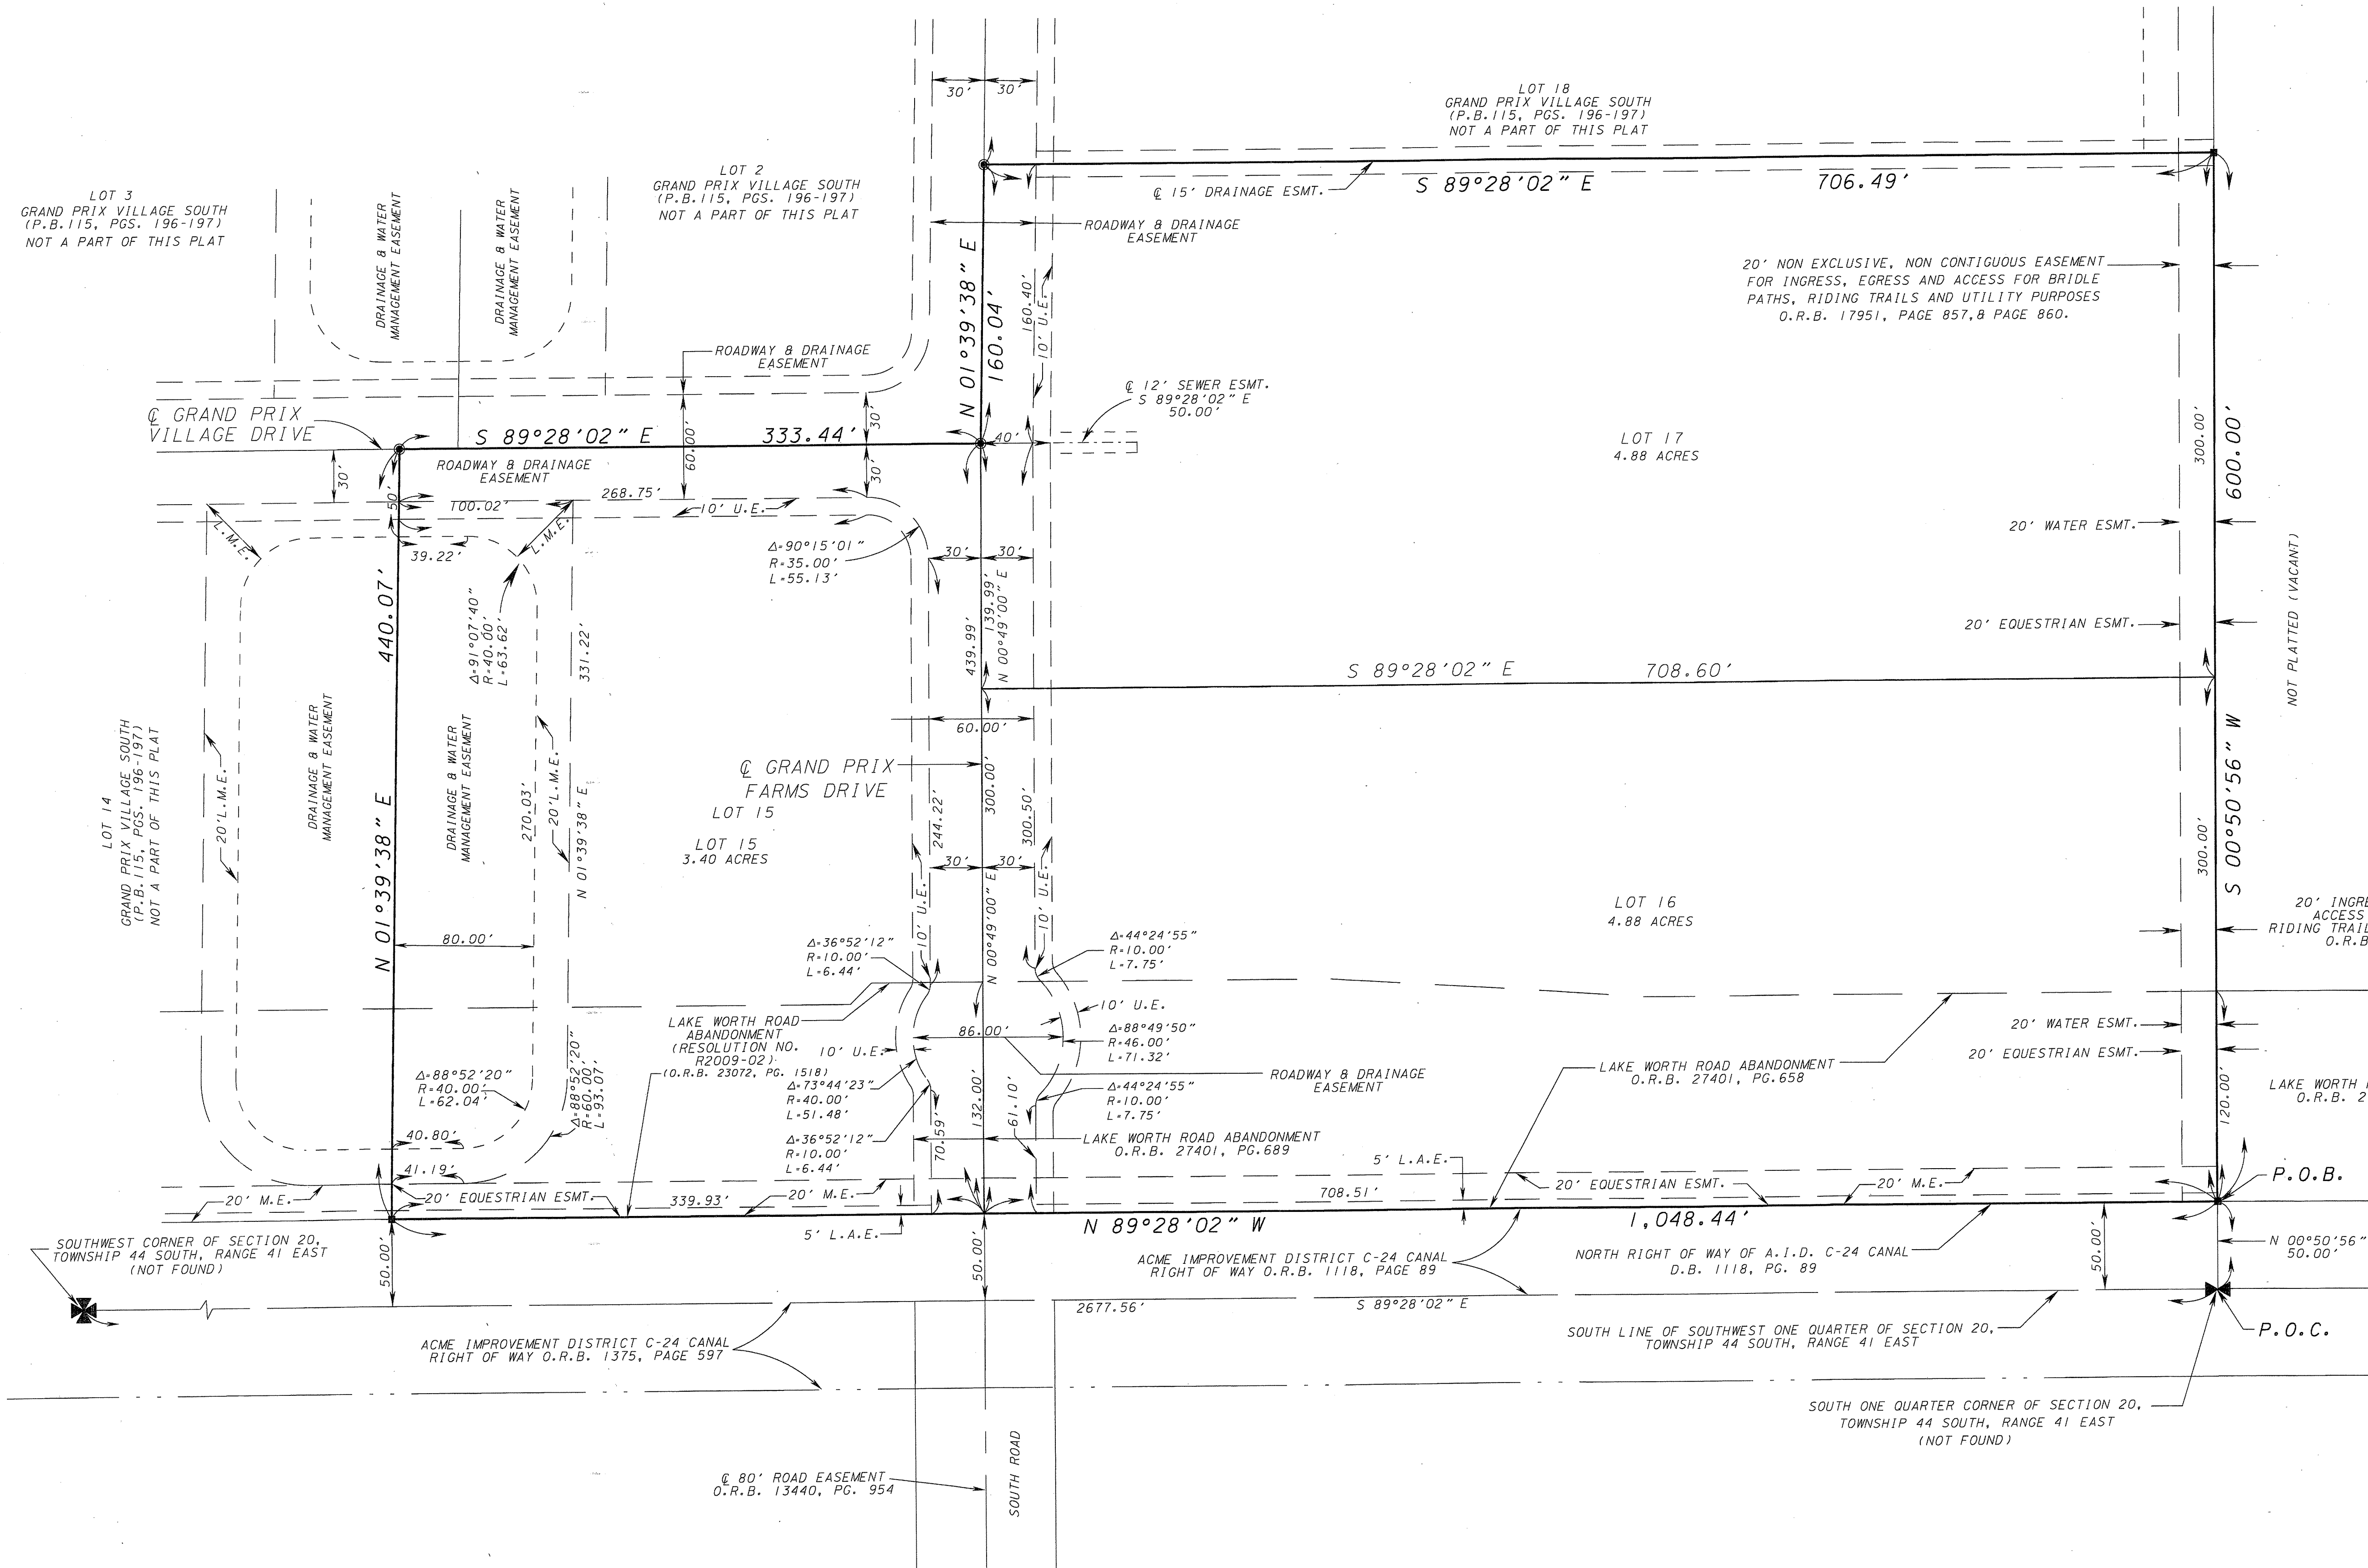 LOT 3
GRAND PRIX VILLAGE SOUTH
(P.B.115, PGS. 196-197)
NOT A PART OF THIS PLAT
DRAINAGE & WATER
MANAGEMENT EASEMENT
DRAINAGE & WATER
MANAGEMENT EASEMENT
LOT 2
GRAND PRIX VILLAGE SOUTH
(P.B.115, PGS. 196-197)
NOT A PART OF THIS PLAT
30'
30'
LOT 18
GRAND PRIX VILLAGE SOUTH
(P.B.115, PGS. 196-197)
NOT A PART OF THIS PLAT
℄ 15' DRAINAGE ESMT.
S 89°28'02" E
706.49'
ROADWAY & DRAINAGE
EASEMENT
N 01°39'38" E
160.04'
160.40'
10' U.E.
20' NON EXCLUSIVE, NON CONTIGUOUS EASEMENT
FOR INGRESS, EGRESS AND ACCESS FOR BRIDLE
PATHS, RIDING TRAILS AND UTILITY PURPOSES
O.R.B. 17951, PAGE 857,& PAGE 860.
ROADWAY & DRAINAGE
EASEMENT
℄ GRAND PRIX
VILLAGE DRIVE
S 89°28'02" E
333.44'
60.00'
30'
30'
30'
40'
℄ 12' SEWER ESMT.
S 89°28'02" E
50.00'
LOT 17
4.88 ACRES
300.00'
600.00'
ROADWAY & DRAINAGE
EASEMENT
50'
100.02'
268.75'
10' U.E.
L.M.E.
L.M.E.
39.22'
Δ=90°15'01"
R=35.00'
L=55.13'
30'
30'
20' WATER ESMT.
20' EQUESTRIAN ESMT.
NOT PLATTED (VACANT)
440.07'
Δ=91°07'40"
R=40.00'
L=63.62'
331.22'
439.99'
139.99'
N 00°49'00" E
S 89°28'02" E
708.60'
60.00'
℄ GRAND PRIX
FARMS DRIVE
LOT 15
LOT 15
3.40 ACRES
LOT 14
GRAND PRIX VILLAGE SOUTH
(P.B.115, PGS. 196-197)
NOT A PART OF THIS PLAT
20'L.M.E.
DRAINAGE & WATER
MANAGEMENT EASEMENT
N 01°39'38" E
DRAINAGE & WATER
MANAGEMENT EASEMENT
270.03'
20'L.M.E.
N 01°39'38" E
80.00'
244.22'
300.00'
300.50'
30'
30'
10' U.E.
N 00°49'00" E
10' U.E.
300.00'
S 00°50'56" W
LOT 16
4.88 ACRES
20' INGRE
ACCESS
RIDING TRAIL
O.R.B
Δ=36°52'12"
R=10.00'
L=6.44'
Δ=44°24'55"
R=10.00'
L=7.75'
LAKE WORTH ROAD
ABANDONMENT
(RESOLUTION NO.
R2009-02)
(O.R.B. 23072, PG. 1518)
10' U.E.
86.00'
10' U.E.
Δ=88°49'50"
R=46.00'
L=71.32'
ROADWAY & DRAINAGE
EASEMENT
LAKE WORTH ROAD ABANDONMENT
O.R.B. 27401, PG.658
20' WATER ESMT.
20' EQUESTRIAN ESMT.
120.00'
LAKE WORTH
O.R.B. 2
Δ=88°52'20"
R=40.00'
L=62.04'
Δ=88°52'20"
R=60.00'
L=93.07'
Δ=73°44'23"
R=40.00'
L=51.48'
Δ=36°52'12"
R=10.00'
L=6.44'
70.59'
132.00'
61.10'
Δ=44°24'55"
R=10.00'
L=7.75'
LAKE WORTH ROAD ABANDONMENT
O.R.B. 27401, PG.689
40.80'
41.19'
20' M.E.
20' EQUESTRIAN ESMT.
339.93'
20' M.E.
5' L.A.E.
5' L.A.E.
708.51'
20' EQUESTRIAN ESMT.
20' M.E.
P.O.B.
N 89°28'02" W
1,048.44'
SOUTHWEST CORNER OF SECTION 20,
TOWNSHIP 44 SOUTH, RANGE 41 EAST
(NOT FOUND)
50.00'
50.00'
ACME IMPROVEMENT DISTRICT C-24 CANAL
RIGHT OF WAY O.R.B. 1118, PAGE 89
NORTH RIGHT OF WAY OF A.I.D. C-24 CANAL
D.B. 1118, PG. 89
50.00'
N 00°50'56"
50.00'
2677.56'
S 89°28'02" E
ACME IMPROVEMENT DISTRICT C-24 CANAL
RIGHT OF WAY O.R.B. 1375, PAGE 597
SOUTH LINE OF SOUTHWEST ONE QUARTER OF SECTION 20,
TOWNSHIP 44 SOUTH, RANGE 41 EAST
P.O.C.
SOUTH ONE QUARTER CORNER OF SECTION 20,
TOWNSHIP 44 SOUTH, RANGE 41 EAST
(NOT FOUND)
℄ 80' ROAD EASEMENT
O.R.B. 13440, PG. 954
SOUTH ROAD